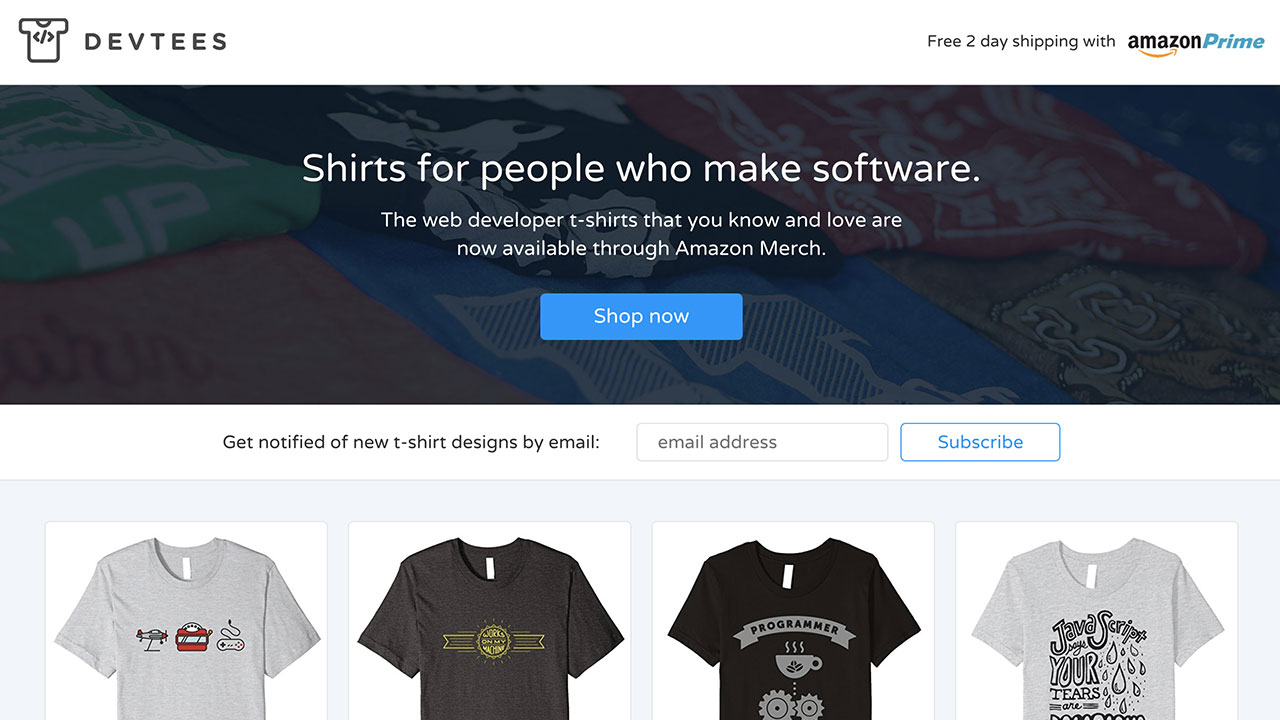 DEVTEES
Free 2 day shipping with amazonPrime
UP
Shirts for people who make software.
The web developer t-shirts that you know and love are
now available through Amazon Merch.
Shop now
Get notified of new t-shirt designs by email:
email address
Subscribe
WORKS
ON MY
MACHINE
PROGRAMMER
JavaScript
says
YOUR
TEARS
are